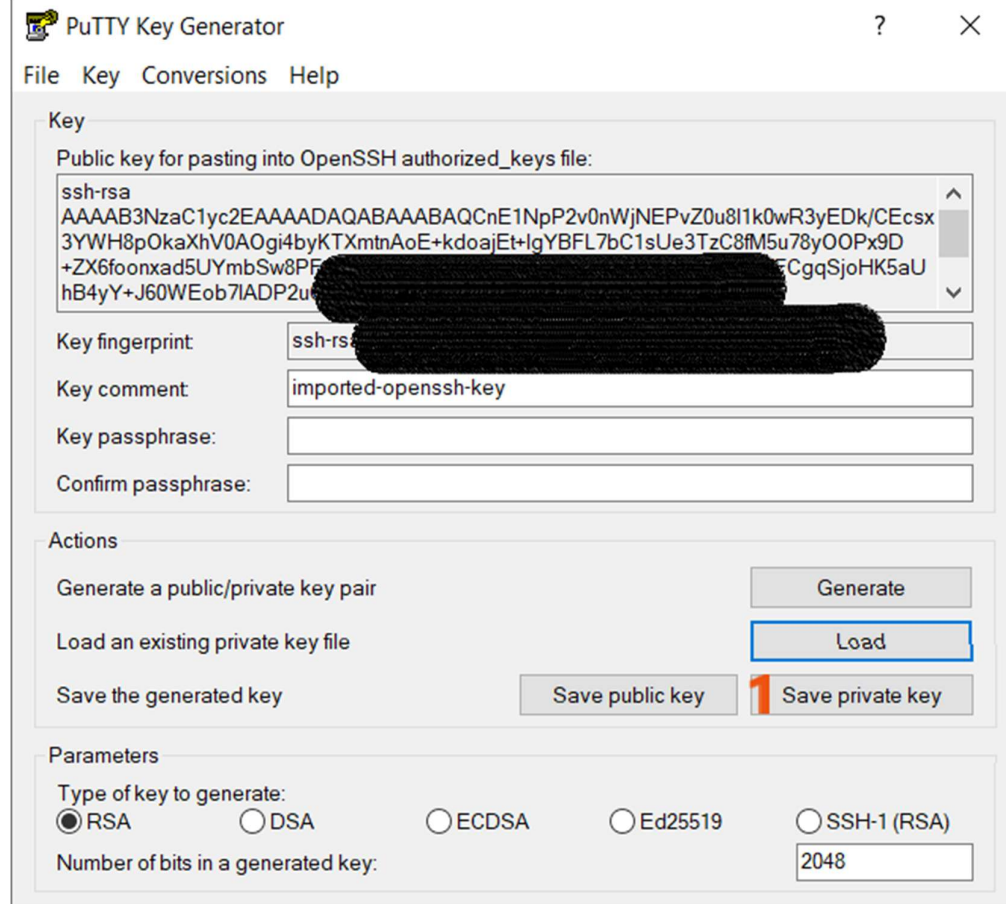 PuTTY Key Generator ? ×
File Key Conversions Help
Key
Public key for pasting into OpenSSH authorized_keys file:
ssh-rsa
AAAAB3NzaC1yc2EAAAADAQABAAABAQCnE1NpP2v0nWjNEPvZ0u8l1k0wR3yEDk/CEcsx
3YWH8pOkaXhV0AOgi4byKTXmtnAoE+kdoajEt+lgYBFL7bC1sUe3TzC8fM5u78yOOPx9D
+ZX6foonxad5UYmbSw8PF CgqSjoHK5aU
hB4yY+J60WEob7lADP2u
Key fingerprint: ssh-rsa
Key comment: imported-openssh-key
Key passphrase:
Confirm passphrase:
Actions
Generate a public/private key pair Generate
Load an existing private key file Load
Save the generated key Save public key 1 Save private key
Parameters
Type of key to generate:
RSA DSA ECDSA Ed25519 SSH-1 (RSA)
Number of bits in a generated key: 2048